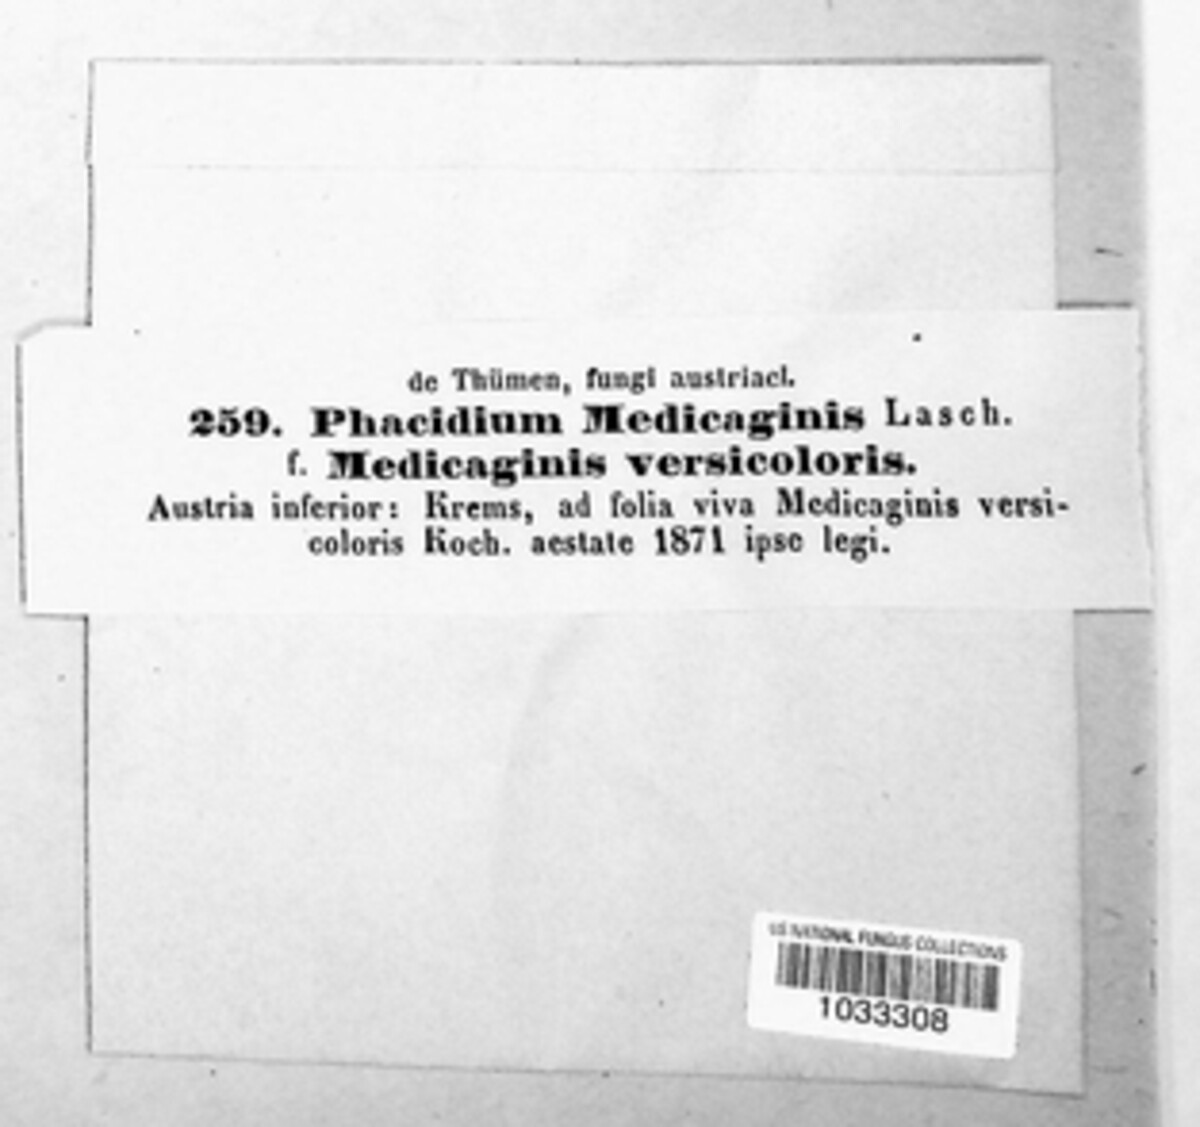 de Thümen, fungi austriaci.
259. Phacidium Medicaginis Lasch.
f. Medicaginis versicoloris.
Austria inferior: Krems, ad folia viva Medicaginis versi-
coloris Koch. aestate 1871 ipse legi.
US NATIONAL FUNGUS COLLECTIONS
1033308